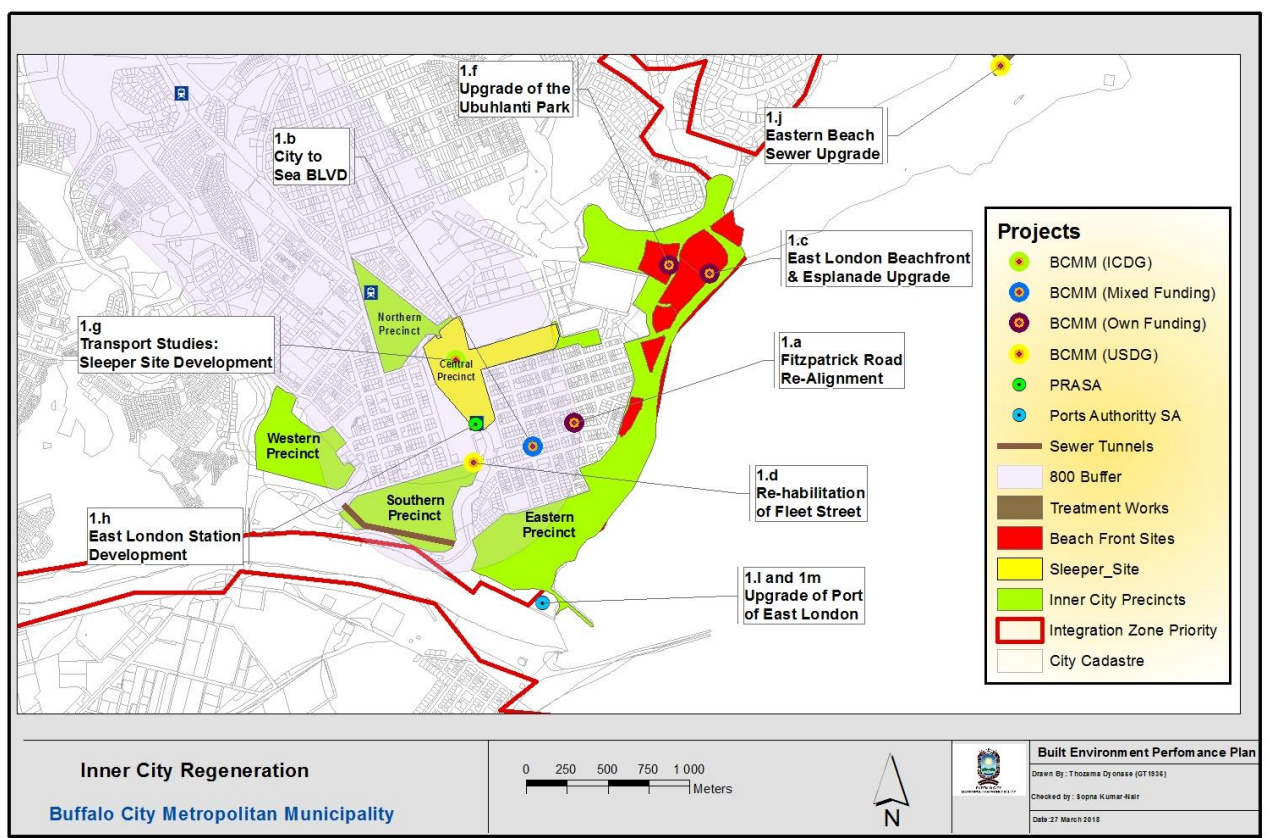 1.f
Upgrade of the
Ubuhlanti Park
1.j
Eastern Beach
Sewer Upgrade
1.b
City to
Sea BLVD
1.c
East London Beachfront
& Esplanade Upgrade
1.g
Transport Studies:
Sleeper Site Development
Northern
Precinct
Central
Precinct
1.a
Fitzpatrick Road
Re-Alignment
Western
Precinct
Southern
Precinct
Eastern
Precinct
1.d
Re-habilitation
of Fleet Street
1.h
East London Station
Development
1.l and 1m
Upgrade of Port
of East London
Projects
BCMM (ICDG)
BCMM (Mixed Funding)
BCMM (Own Funding)
BCMM (USDG)
PRASA
Ports Authoritty SA
Sewer Tunnels
800 Buffer
Treatment Works
Beach Front Sites
Sleeper_Site
Inner City Precincts
Integration Zone Priority
City Cadastre
Inner City Regeneration
Buffalo City Metropolitan Municipality
0 250 500 750 1 000
Meters
N
Built Environment Perfomance Plan
Drawn By: Thozama Dyonase (GT1936)
Checked by: Sopna Kumar-Nair
Date:27 March 2018